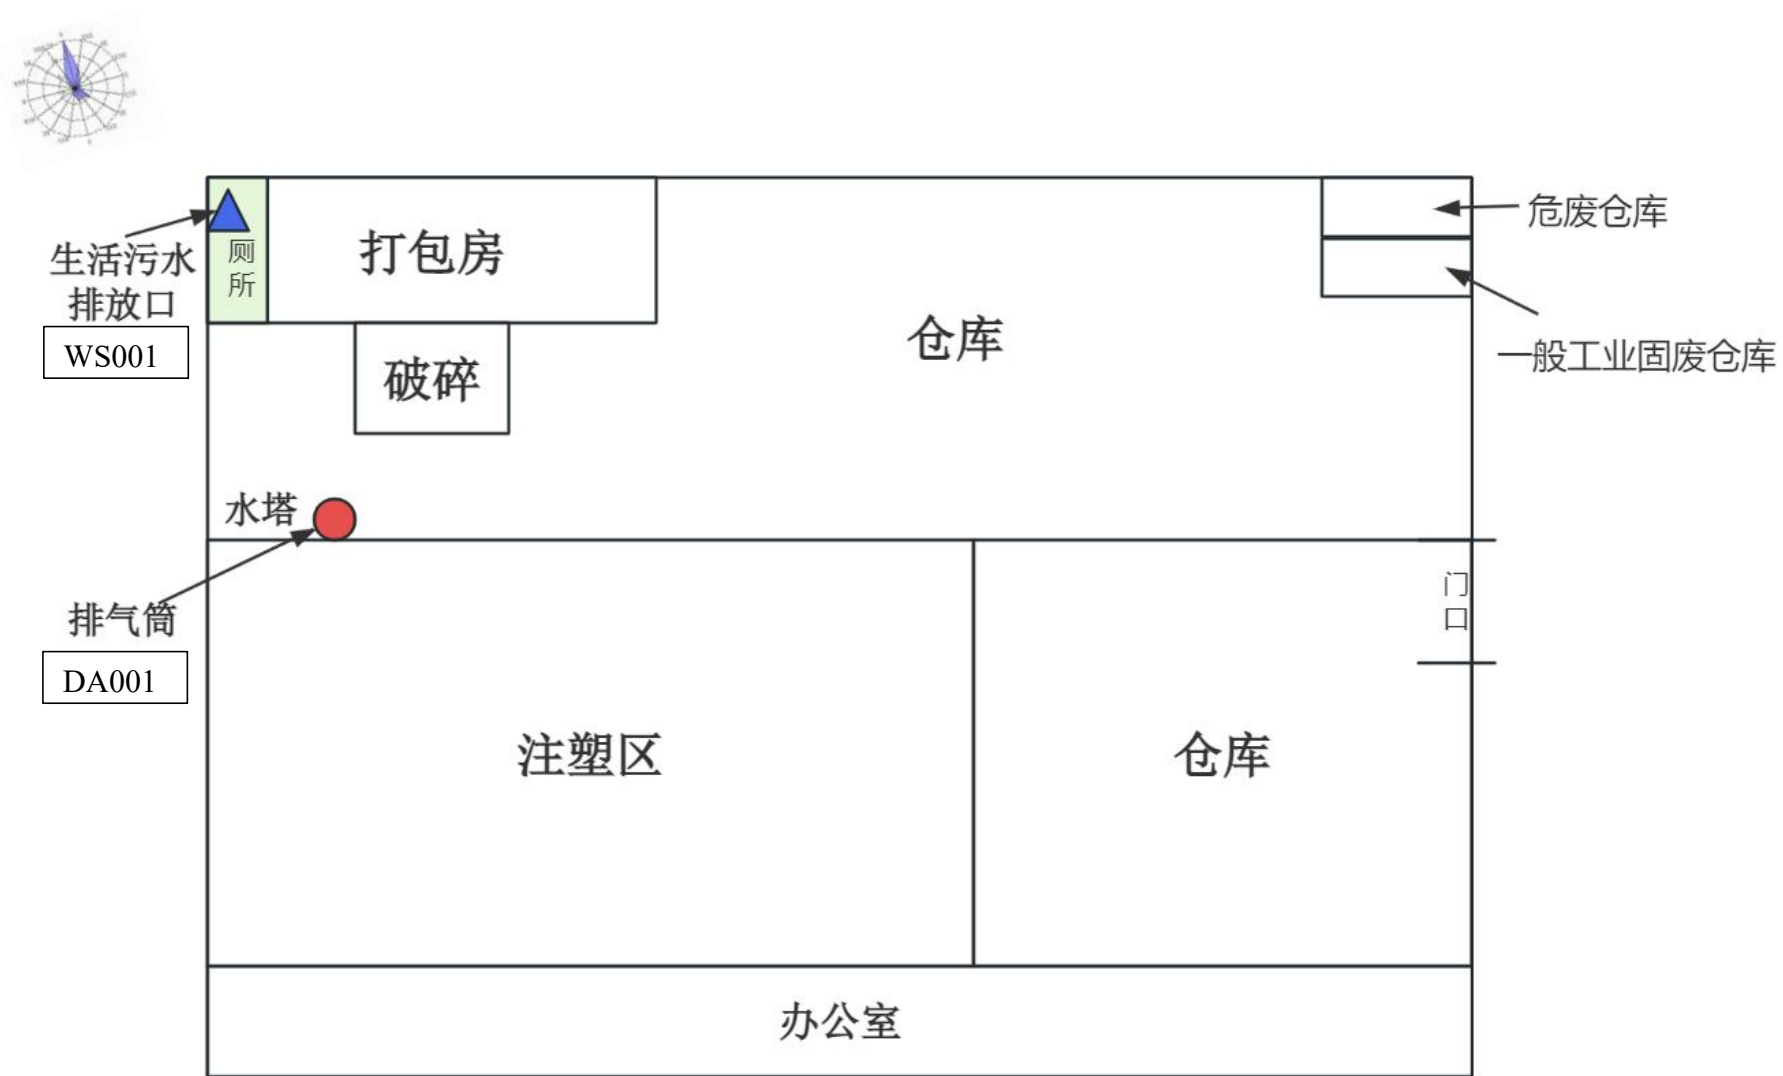 危废仓库
厕
所
打包房
生活污水
排放口
WS001
仓库
一般工业固废仓库
破碎
水塔
门
口
排气筒
DA001
注塑区
仓库
办公室